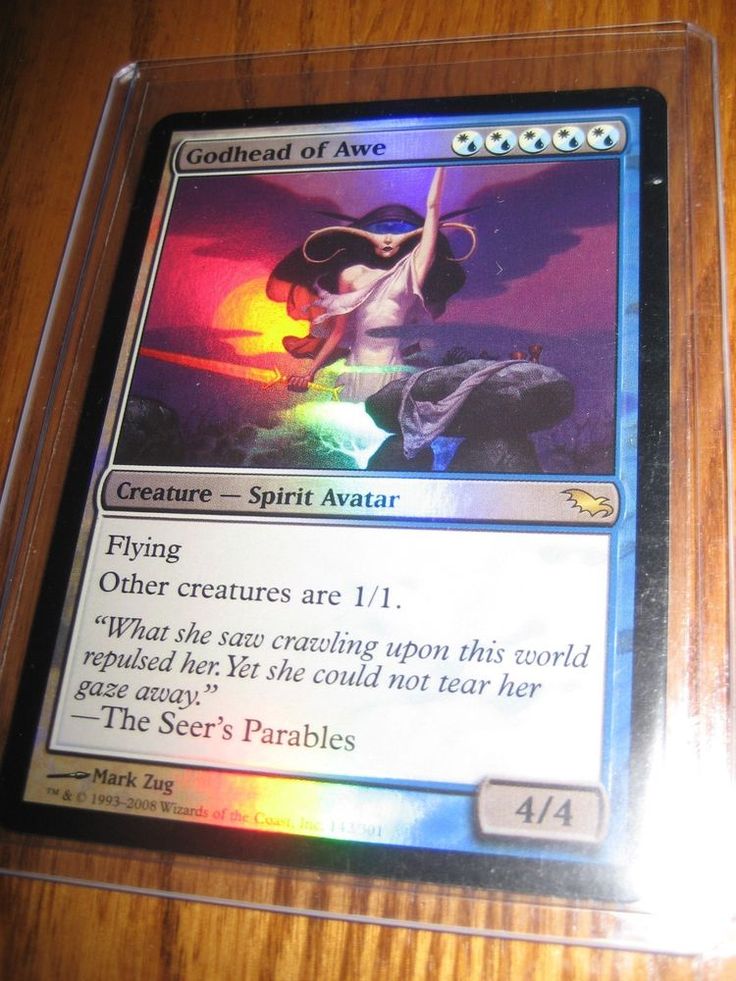 Godhead of Awe
Creature — Spirit Avatar
Flying
Other creatures are 1/1.
“What she saw crawling upon this world
repulsed her. Yet she could not tear her
gaze away.”
—The Seer’s Parables
Mark Zug
™ & © 1993–2008 Wizards of the Coast, Inc. 142/301
4/4